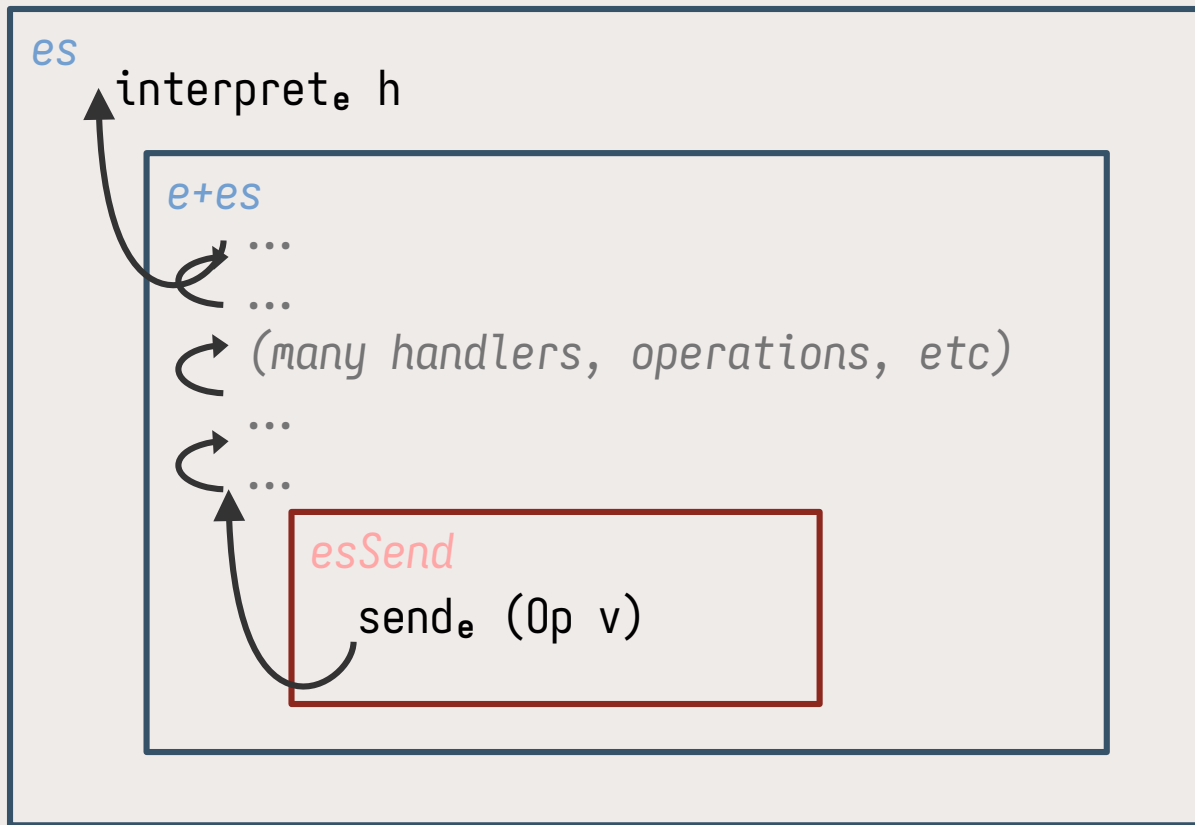 es
interpretₑ h
e+es
...
...
(many handlers, operations, etc)
...
...
esSend
sendₑ (Op v)